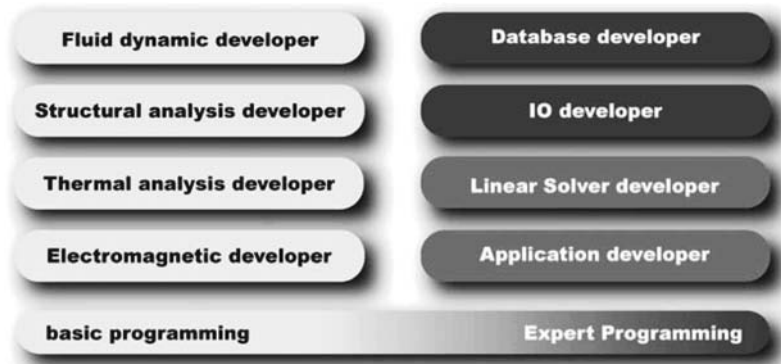 Fluid dynamic developer
Database developer
Structural analysis developer
IO developer
Thermal analysis developer
Linear Solver developer
Electromagnetic developer
Application developer
basic programming
Expert Programming